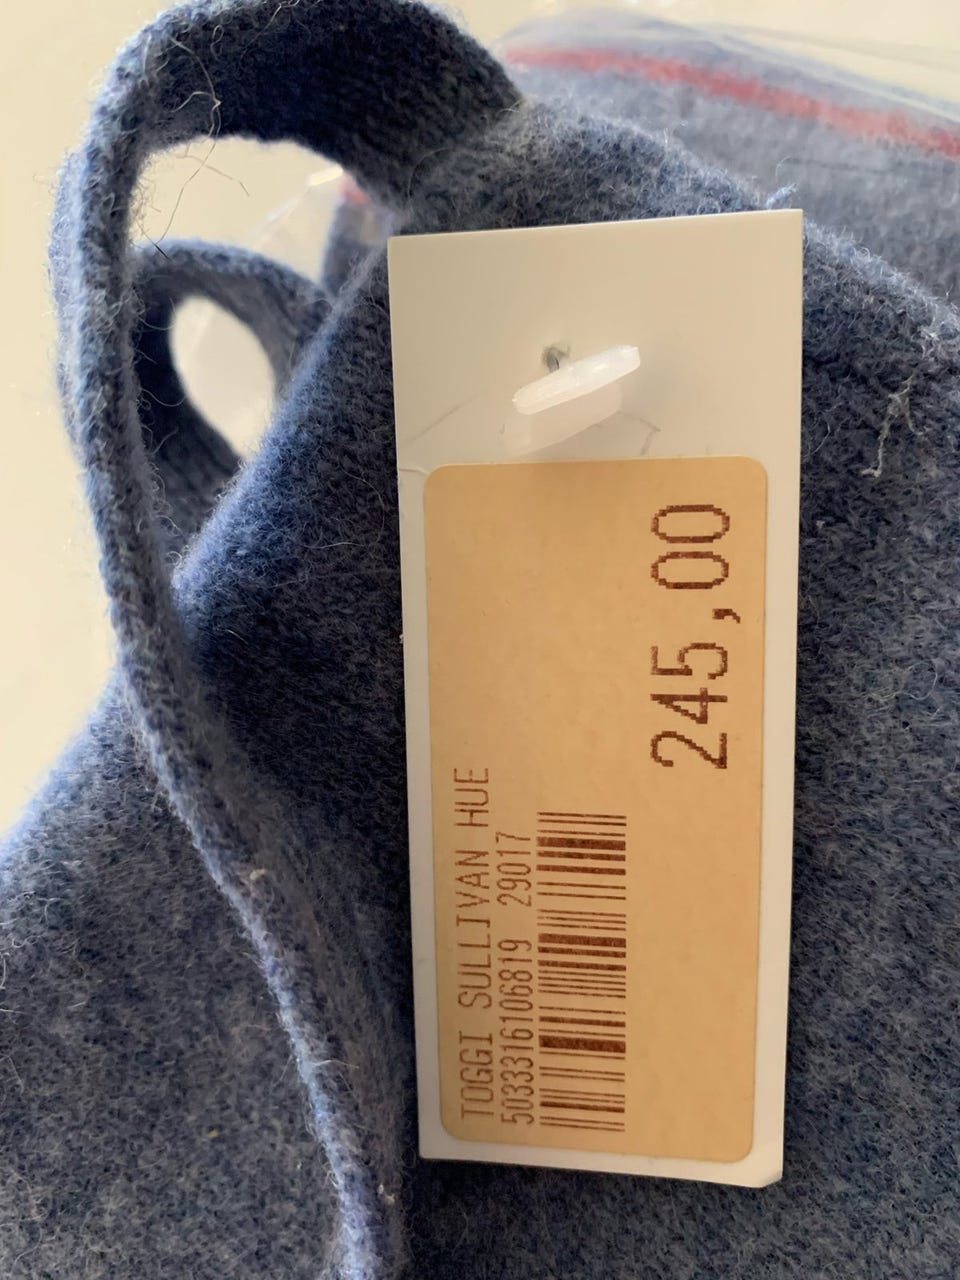 TOGGI SULLIVAN HUE
5033316106819 29017
245,00